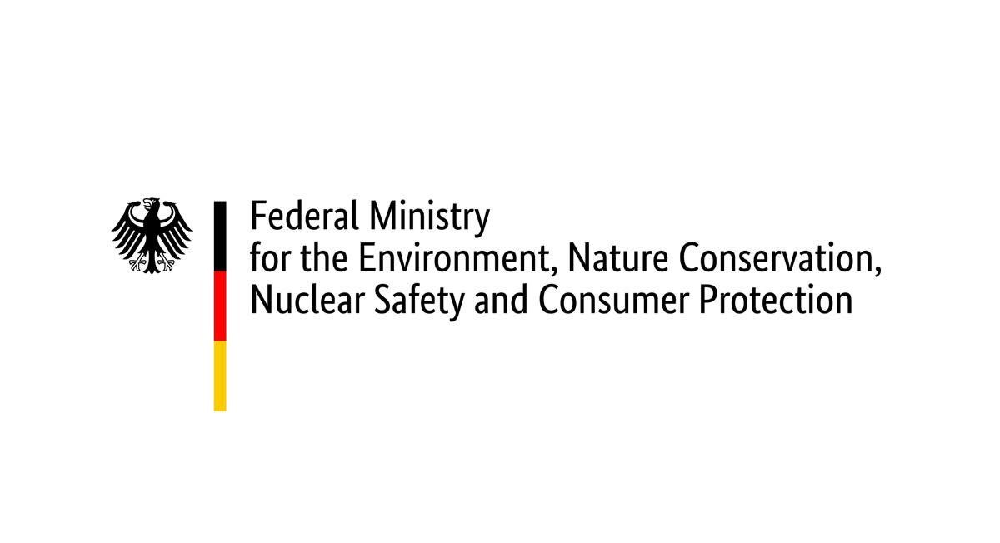 Federal Ministry
for the Environment, Nature Conservation,
Nuclear Safety and Consumer Protection